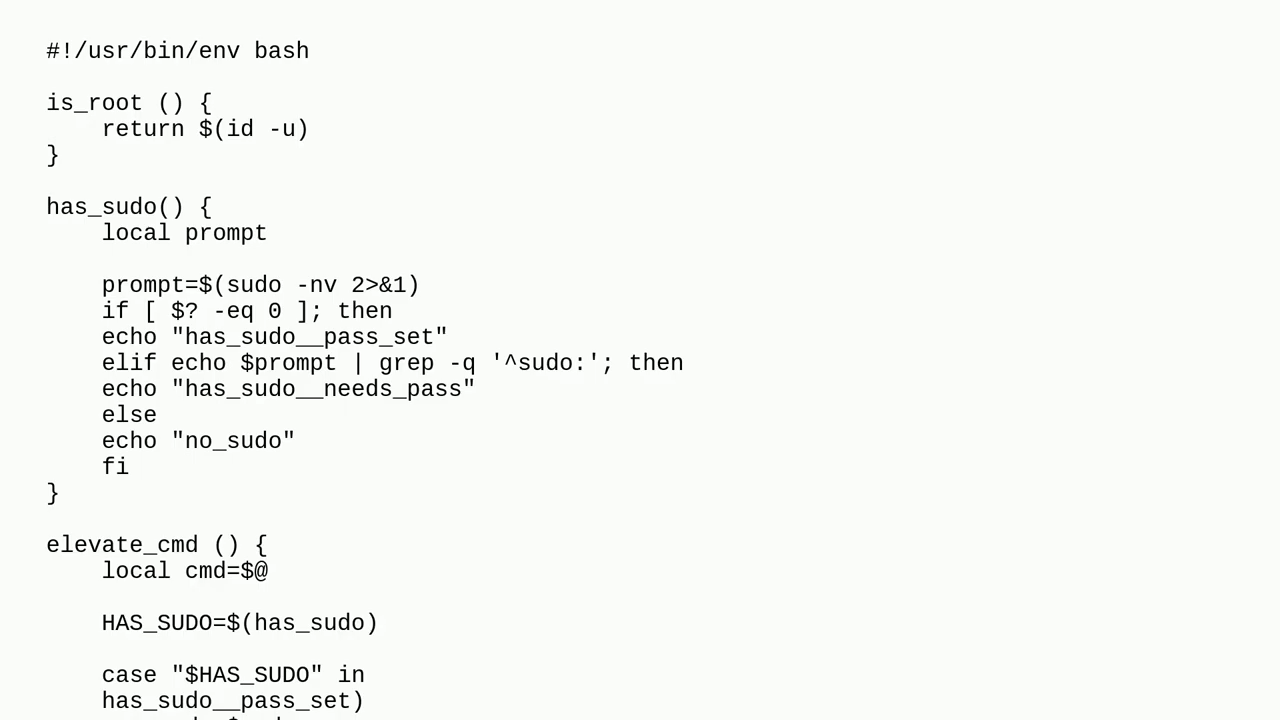 #!/usr/bin/env bash

is_root () {
    return $(id -u)
}

has_sudo() {
    local prompt

    prompt=$(sudo -nv 2>&1)
    if [ $? -eq 0 ]; then
    echo "has_sudo__pass_set"
    elif echo $prompt | grep -q '^sudo:'; then
    echo "has_sudo__needs_pass"
    else
    echo "no_sudo"
    fi
}

elevate_cmd () {
    local cmd=$@

    HAS_SUDO=$(has_sudo)

    case "$HAS_SUDO" in
    has_sudo__pass_set)